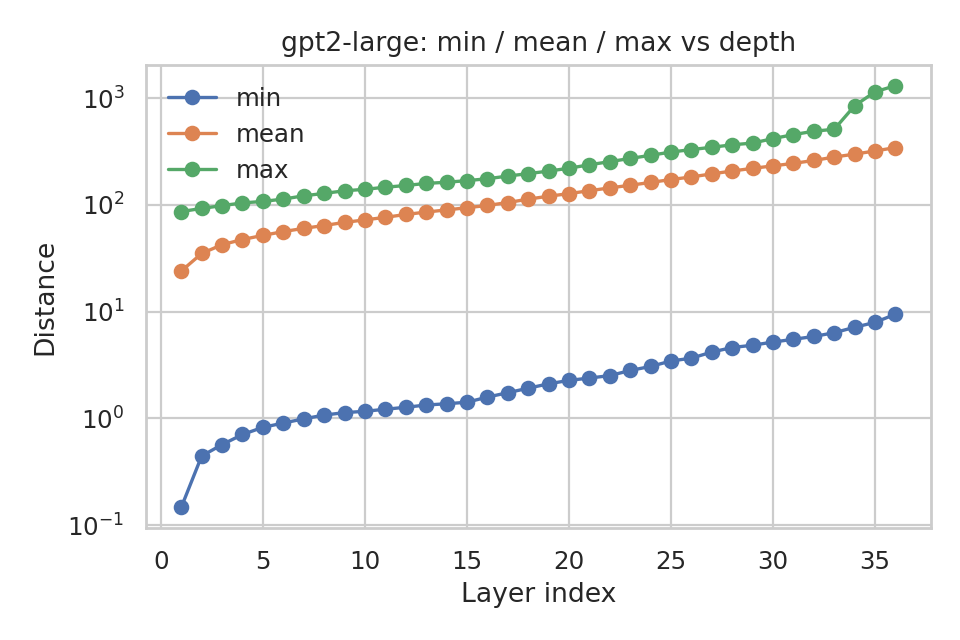 gpt2-large: min / mean / max vs depth
min
mean
max
10³
10²
10¹
10⁰
10⁻¹
Distance
0 5 10 15 20 25 30 35
Layer index